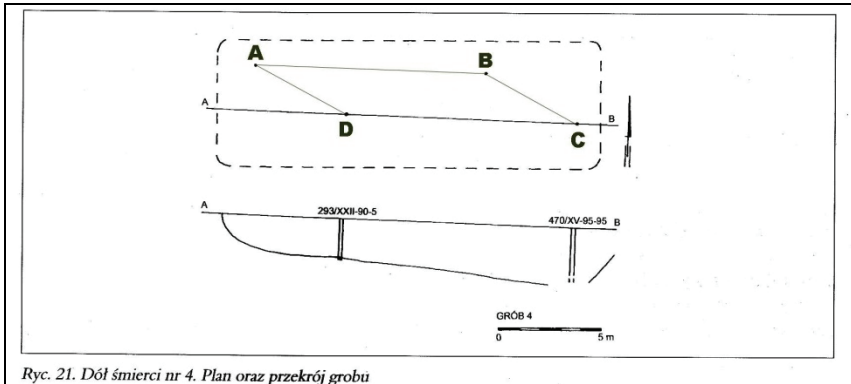 A
B
A
D
C
B
A
293/XXII-90-5
470/XV-95-95
B
GRÓB 4
0
5 m
Ryc. 21. Dół śmierci nr 4. Plan oraz przekrój grobu